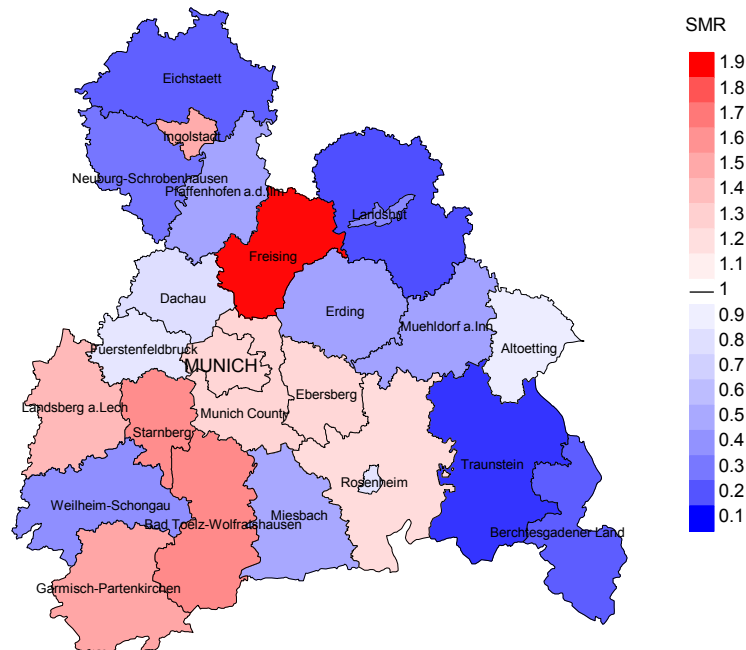 SMR
1.9
1.8
1.7
1.6
1.5
1.4
1.3
1.2
1.1
1
0.9
0.8
0.7
0.6
0.5
0.4
0.3
0.2
0.1
Eichstaett
Ingolstadt
Neuburg-Schrobenhausen
Pfaffenhofen a.d.Ilm
Landshut
Freising
Dachau
Erding
Muehldorf a.Inn
Altoetting
Fuerstenfeldbruck
MUNICH
Ebersberg
Landsberg a.Lech
Munich County
Starnberg
Traunstein
Rosenheim
Weilheim-Schongau
Miesbach
Bad Toelz-Wolfratshausen
Berchtesgadener Land
Garmisch-Partenkirchen